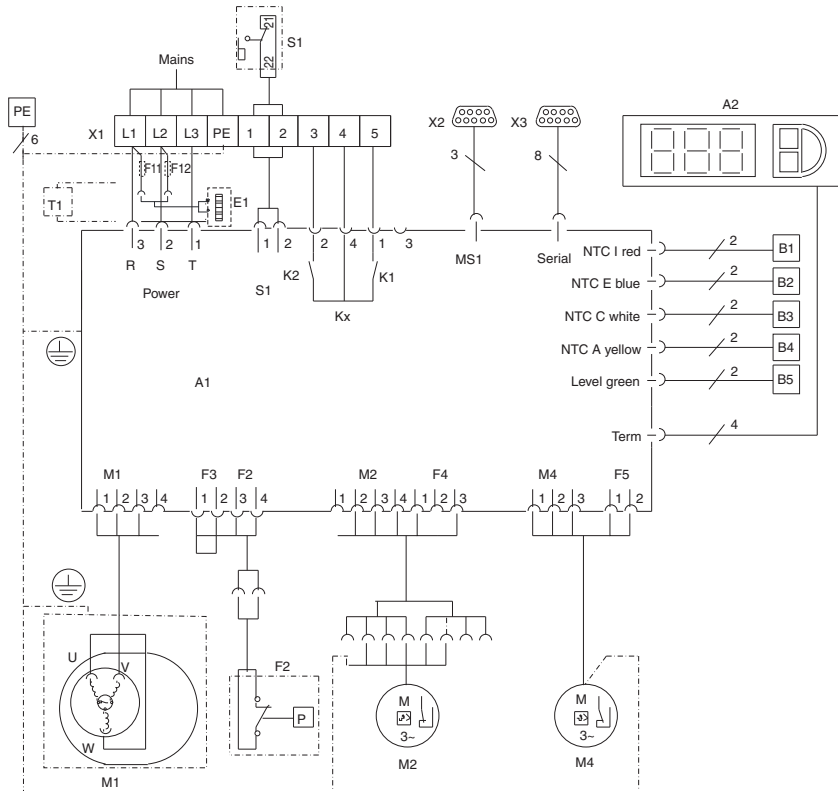 21
S1
22
Mains
PE
6
X1 L1 L2 L3 PE 1 2 3 4 5
X2
X3
3
8
A2
F11 F12
T1
E1
3 2 1 1 2 2 4 1 3
R S T
S1
K2 K1
MS1
Serial
Power
Kx
NTC I red 2 B1
NTC E blue 2 B2
NTC C white 2 B3
NTC A yellow 2 B4
Level green 2 B5
A1
Term 4
M1 F3 F2 M2 F4 M4 F5
1 2 3 4 1 2 3 4 1 2 3 4 1 2 3 1 2 3 1 2
U V
W
M1
F2
P
M
3~
M2
M
3~
M4